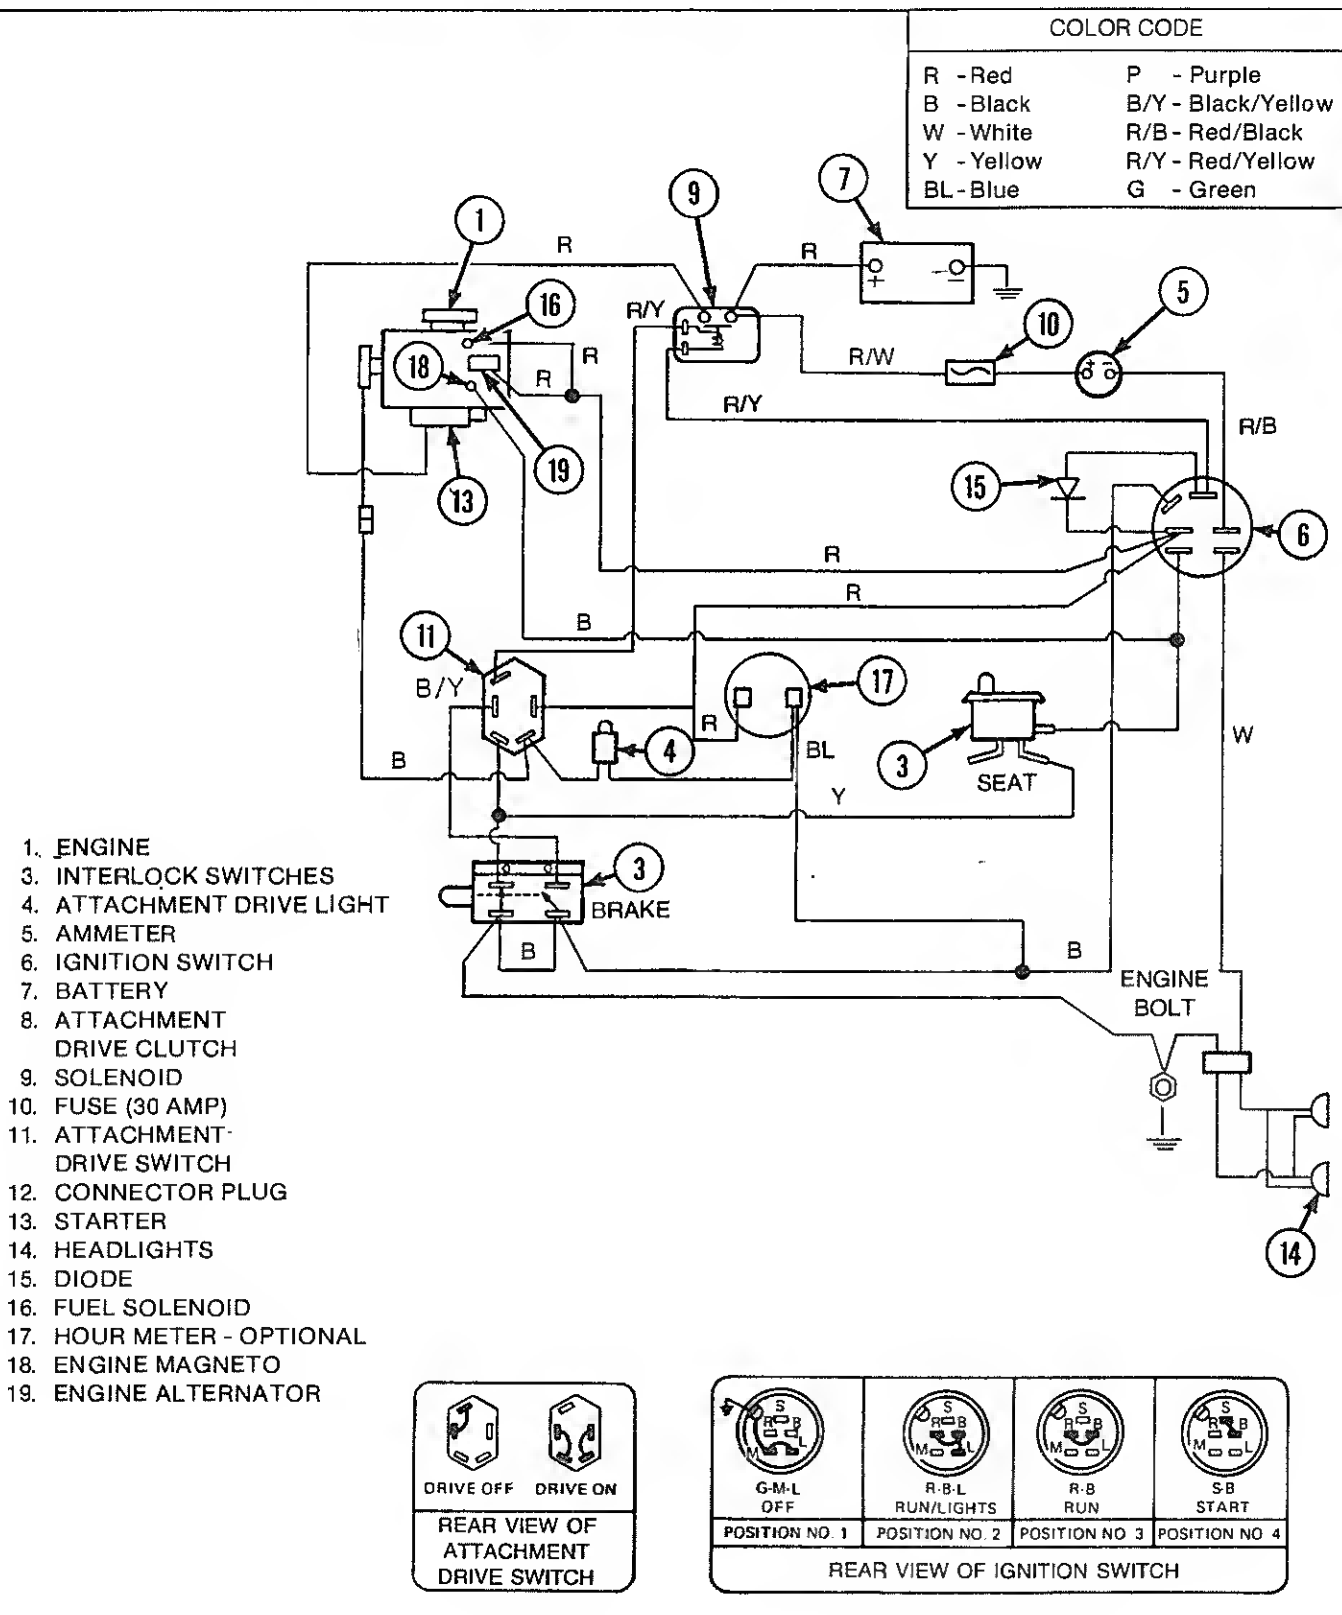 COLOR CODE
R - Red
P - Purple
B - Black
B/Y - Black/Yellow
W - White
R/B - Red/Black
Y - Yellow
R/Y - Red/Yellow
BL - Blue
G - Green
1
R
9
R
7
5
R/Y
16
10
18
R
R
R/W
R/Y
R/B
19
13
15
6
R
R
B
11
B/Y
17
R
4
BL
3
SEAT
W
B
Y
3
BRAKE
B
B
ENGINE
BOLT
14
1. ENGINE
3. INTERLOCK SWITCHES
4. ATTACHMENT DRIVE LIGHT
5. AMMETER
6. IGNITION SWITCH
7. BATTERY
8. ATTACHMENT
DRIVE CLUTCH
9. SOLENOID
10. FUSE (30 AMP)
11. ATTACHMENT-
DRIVE SWITCH
12. CONNECTOR PLUG
13. STARTER
14. HEADLIGHTS
15. DIODE
16. FUEL SOLENOID
17. HOUR METER - OPTIONAL
18. ENGINE MAGNETO
19. ENGINE ALTERNATOR
DRIVE OFF DRIVE ON
REAR VIEW OF
ATTACHMENT
DRIVE SWITCH
S
R B
M L
G-M-L
OFF
POSITION NO. 1
S
R B
M L
R-B-L
RUN/LIGHTS
POSITION NO. 2
S
R B
M L
R-B
RUN
POSITION NO 3
S
R B
M L
S-B
START
POSITION NO 4
REAR VIEW OF IGNITION SWITCH